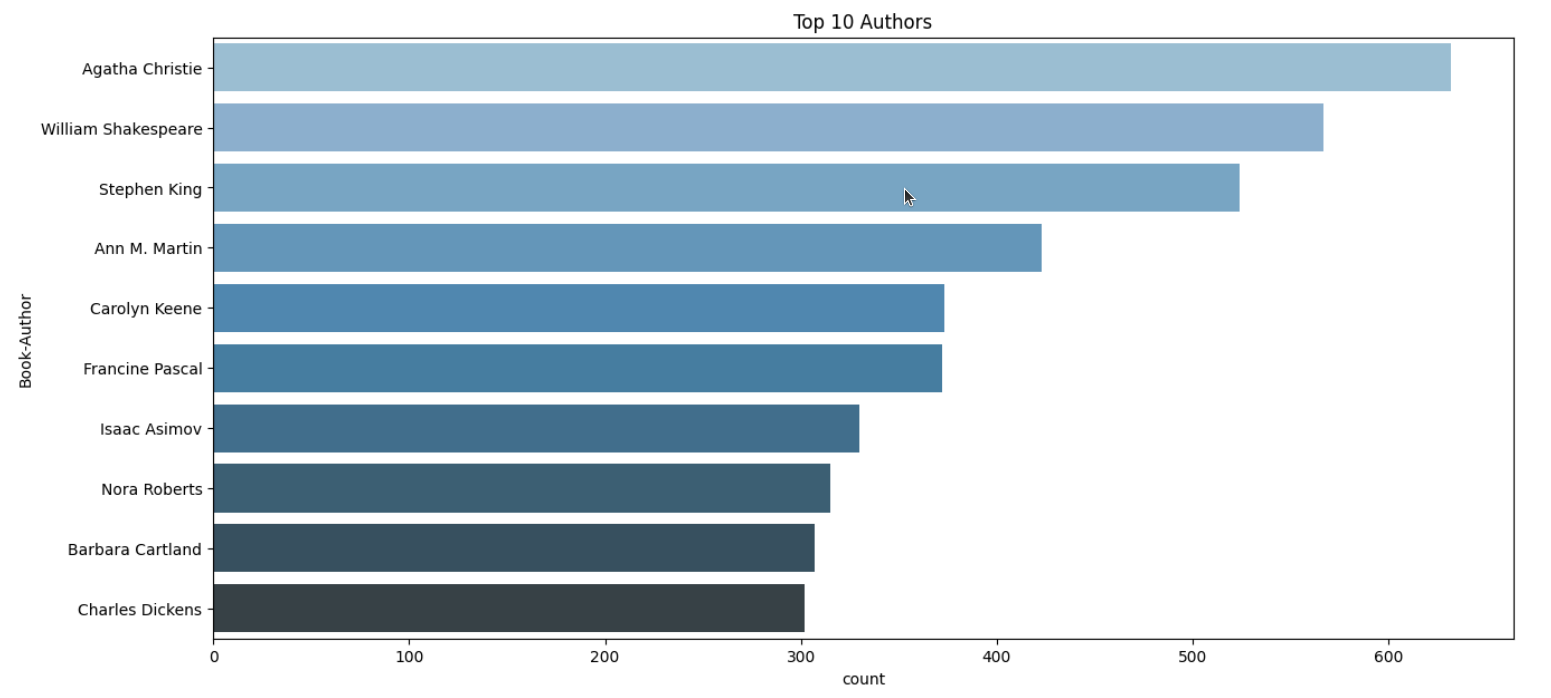 Top 10 Authors
Agatha Christie
William Shakespeare
Stephen King
Ann M. Martin
Carolyn Keene
Francine Pascal
Isaac Asimov
Nora Roberts
Barbara Cartland
Charles Dickens
Book-Author
0 100 200 300 400 500 600
count